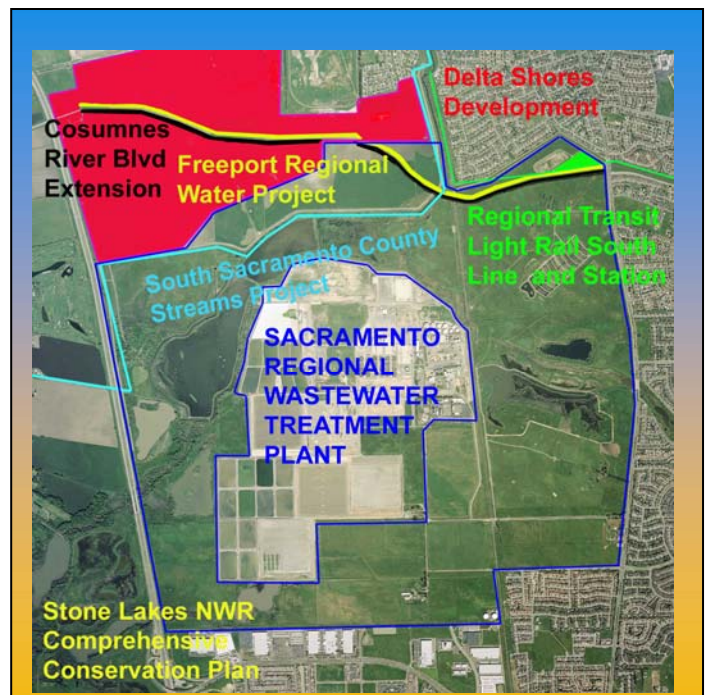 Delta Shores
Development
Cosumnes
River Blvd
Extension
Freeport Regional
Water Project
Regional Transit
Light Rail South
Line and Station
South Sacramento County
Streams Project
SACRAMENTO
REGIONAL
WASTEWATER
TREATMENT
PLANT
Stone Lakes NWR
Comprehensive
Conservation Plan